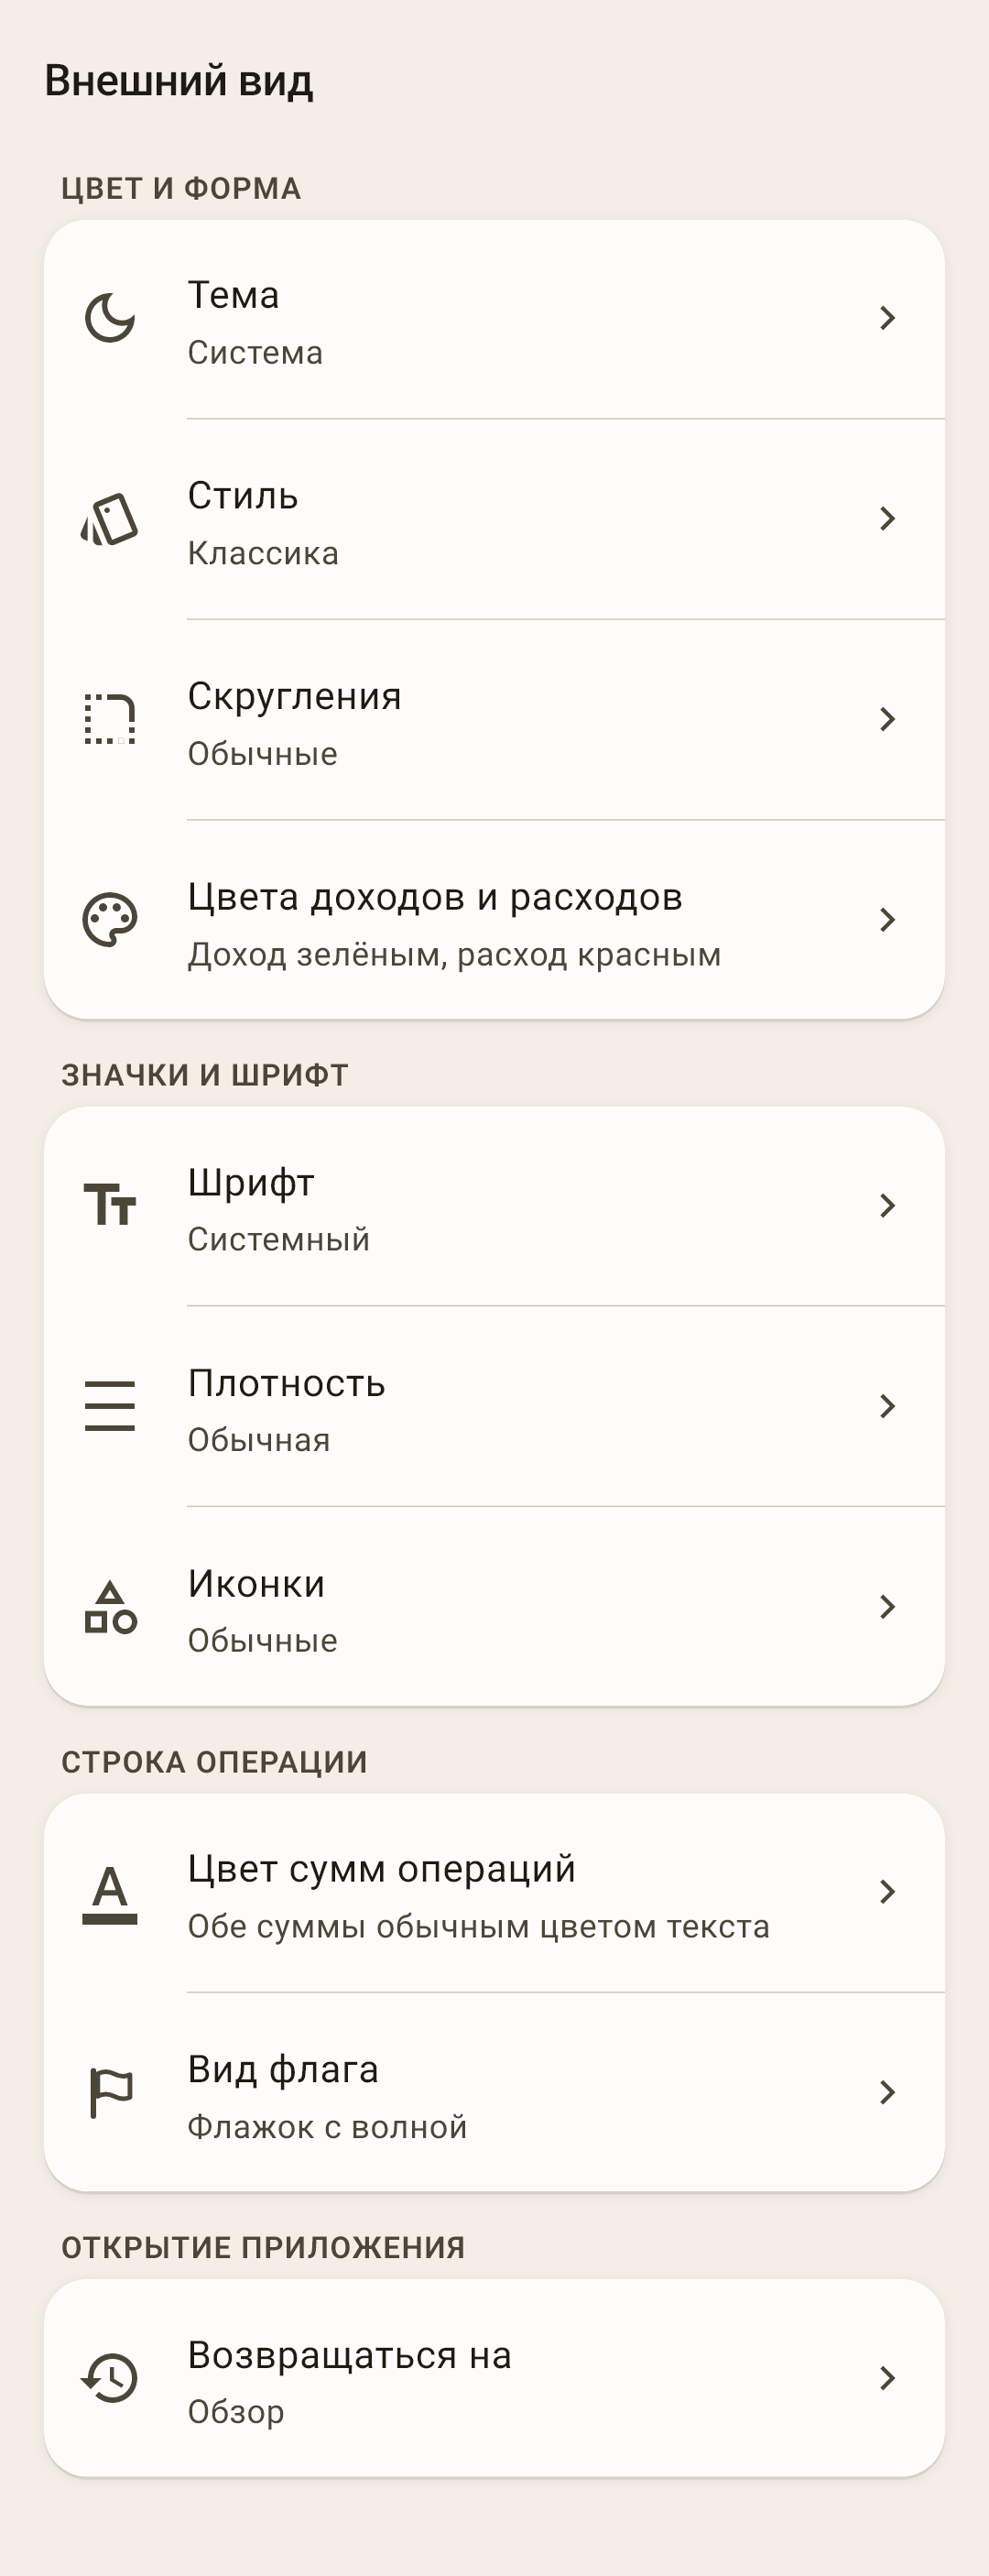 Внешний вид
ЦВЕТ И ФОРМА
Тема
Система
Стиль
Классика
Скругления
Обычные
Цвета доходов и расходов
Доход зелёным, расход красным
ЗНАЧКИ И ШРИФТ
Шрифт
Системный
Плотность
Обычная
Иконки
Обычные
СТРОКА ОПЕРАЦИИ
Цвет сумм операций
Обе суммы обычным цветом текста
Вид флага
Флажок с волной
ОТКРЫТИЕ ПРИЛОЖЕНИЯ
Возвращаться на
Обзор